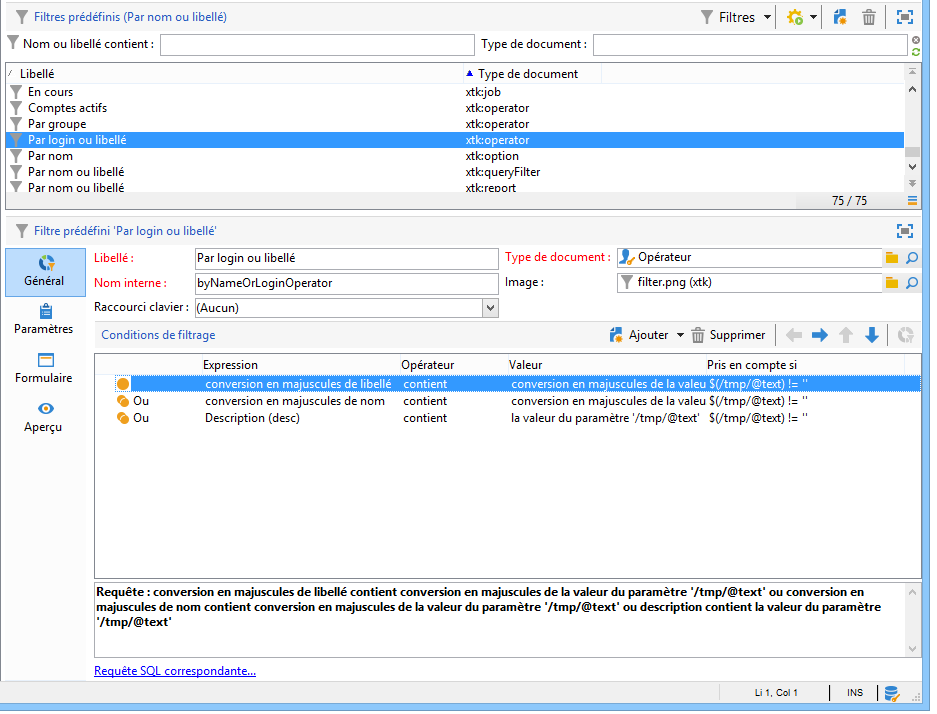 Filtres prédéfinis (Par nom ou libellé)
Filtres
Nom ou libellé contient :
Type de document :
Libellé
Type de document
En cours xtk:job
Comptes actifs xtk:operator
Par groupe xtk:operator
Par login ou libellé xtk:operator
Par nom xtk:option
Par nom ou libellé xtk:queryFilter
Par nom ou libellé xtk:report
75 / 75
Filtre prédéfini 'Par login ou libellé'
Général
Paramètres
Formulaire
Aperçu
Libellé : Par login ou libellé
Type de document : Opérateur
Nom interne : byNameOrLoginOperator
Image : filter.png (xtk)
Raccourci clavier : (Aucun)
Conditions de filtrage
Ajouter
Supprimer
Expression Opérateur Valeur Pris en compte si
conversion en majuscules de libellé contient conversion en majuscules de la valeu $(/tmp/@text) != ''
Ou conversion en majuscules de nom contient conversion en majuscules de la valeu $(/tmp/@text) != ''
Ou Description (desc) contient la valeur du paramètre '/tmp/@text' $(/tmp/@text) != ''
Requête : conversion en majuscules de libellé contient conversion en majuscules de la valeur du paramètre '/tmp/@text' ou conversion en
majuscules de nom contient conversion en majuscules de la valeur du paramètre '/tmp/@text' ou description contient la valeur du paramètre
'/tmp/@text'
Requête SQL correspondante...
Li 1, Col 1
INS